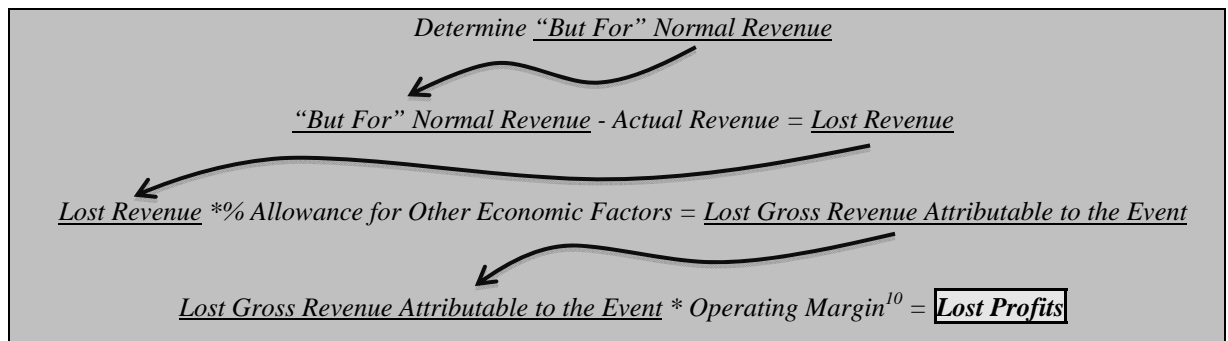 Determine “But For” Normal Revenue
“But For” Normal Revenue - Actual Revenue = Lost Revenue
Lost Revenue *% Allowance for Other Economic Factors = Lost Gross Revenue Attributable to the Event
Lost Gross Revenue Attributable to the Event * Operating Margin10 = Lost Profits